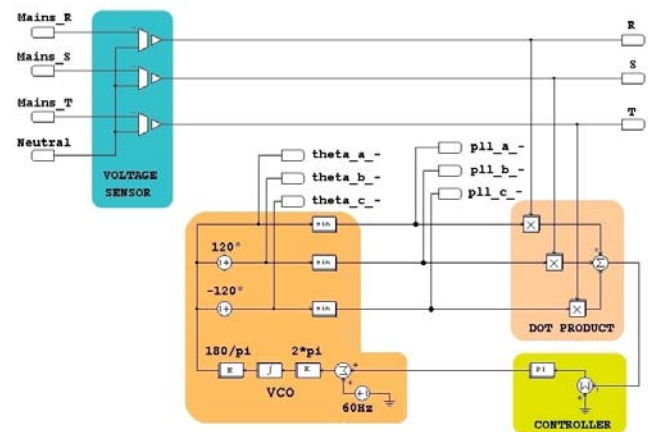 Mains_R
R
Mains_S
S
Mains_T
T
Neutral
VOLTAGE
SENSOR
theta_a_-
theta_b_-
theta_c_-
pll_a_-
pll_b_-
pll_c_-
sin
120°
sin
-120°
sin
DOT PRODUCT
180/pi
2*pi
K
K
PI
VCO
60Hz
CONTROLLER